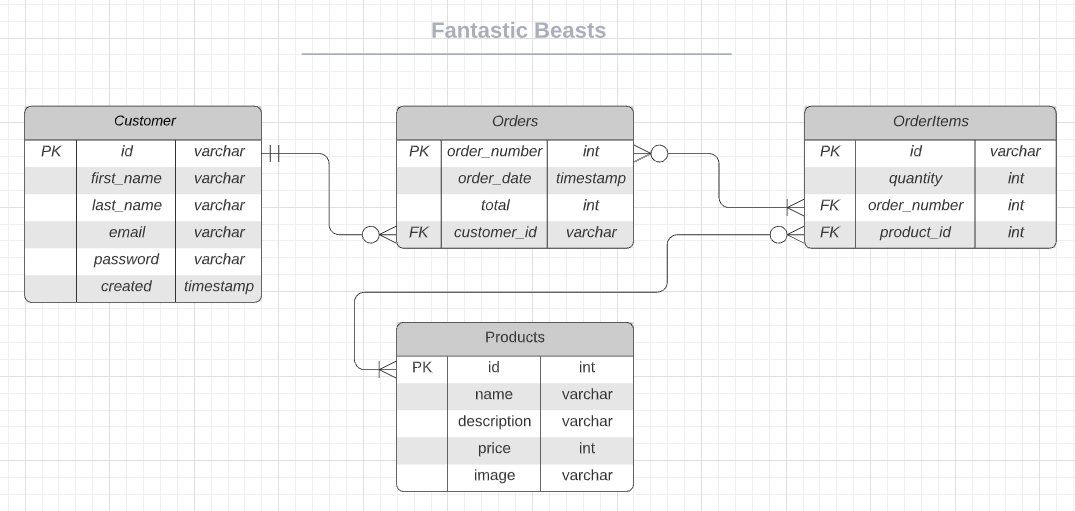 Fantastic Beasts
Customer
PK id varchar
first_name varchar
last_name varchar
email varchar
password varchar
created timestamp
Orders
PK order_number int
order_date timestamp
total int
FK customer_id varchar
OrderItems
PK id varchar
quantity int
FK order_number int
FK product_id int
Products
PK id int
name varchar
description varchar
price int
image varchar